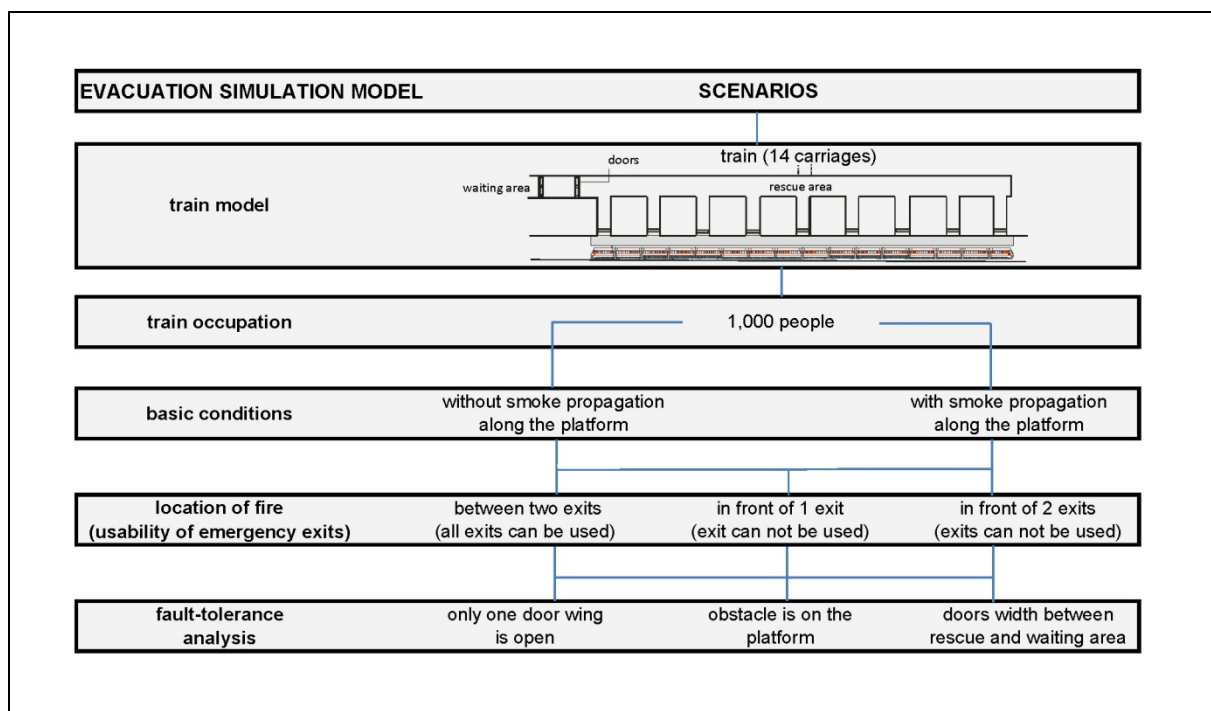 EVACUATION SIMULATION MODEL
SCENARIOS
train model
train (14 carriages)
doors
waiting area
rescue area
train occupation
1,000 people
basic conditions
without smoke propagation
along the platform
with smoke propagation
along the platform
location of fire
(usability of emergency exits)
between two exits
(all exits can be used)
in front of 1 exit
(exit can not be used)
in front of 2 exits
(exits can not be used)
fault-tolerance
analysis
only one door wing
is open
obstacle is on the
platform
doors width between
rescue and waiting area